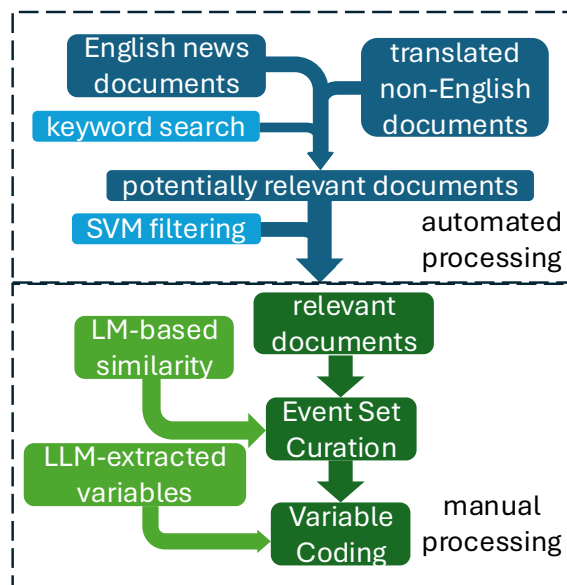 English news
documents
translated
non-English
documents
keyword search
potentially relevant documents
SVM filtering
automated
processing
relevant
documents
LM-based
similarity
Event Set
Curation
LLM-extracted
variables
Variable
Coding
manual
processing